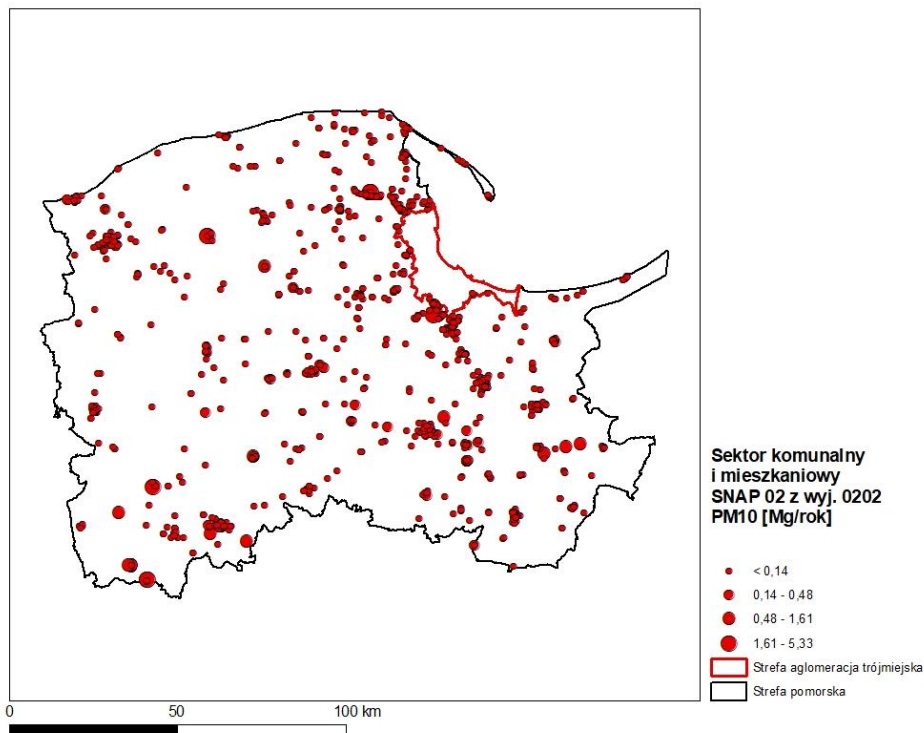 Sektor komunalny
i mieszkaniowy
SNAP 02 z wyj. 0202
PM10 [Mg/rok]
< 0,14
0,14 - 0,48
0,48 - 1,61
1,61 - 5,33
Strefa aglomeracja trójmiejska
Strefa pomorska
0 50 100 km